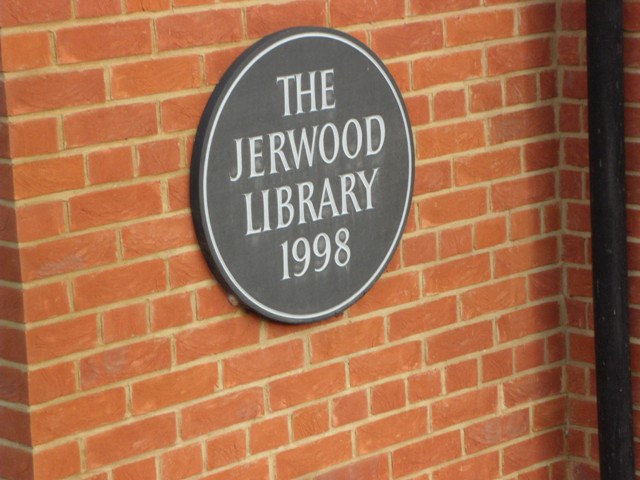 THE
JERWOOD
LIBRARY
1998